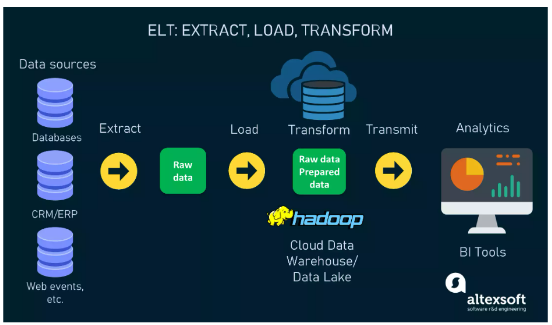 ELT: EXTRACT, LOAD, TRANSFORM
Data sources
Databases
CRM/ERP
Web events,
etc.
Extract
Raw
data
Load
Transform
Raw data
Prepared
data
hadoop
Cloud Data
Warehouse/
Data Lake
Transmit
Analytics
BI Tools
altexsoft
software r&d engineering